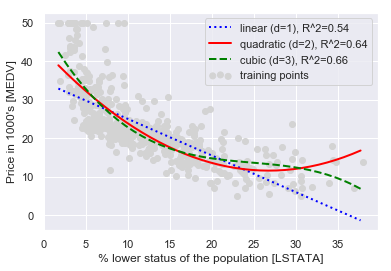 50
40
30
20
10
0
Price in 1000's [MEDV]
linear (d=1), R^2=0.54
quadratic (d=2), R^2=0.64
cubic (d=3), R^2=0.66
training points
0 5 10 15 20 25 30 35
% lower status of the population [LSTATA]